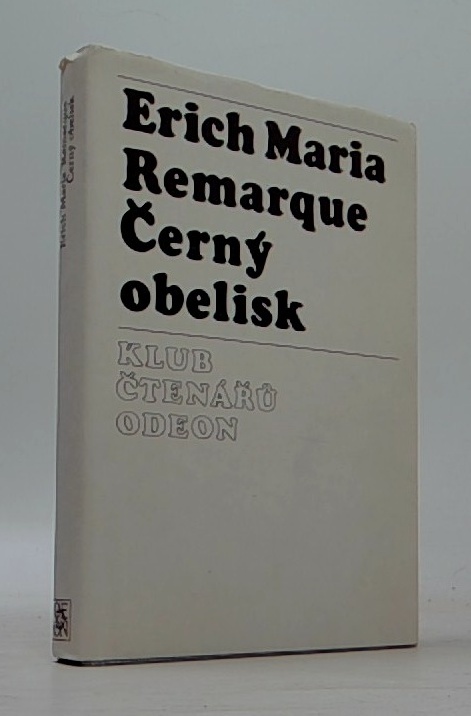 Erich Maria
Remarque
Černý
obelisk
KLUB
ČTENÁŘŮ
ODEON
Erich Maria Remarque
Černý obelisk